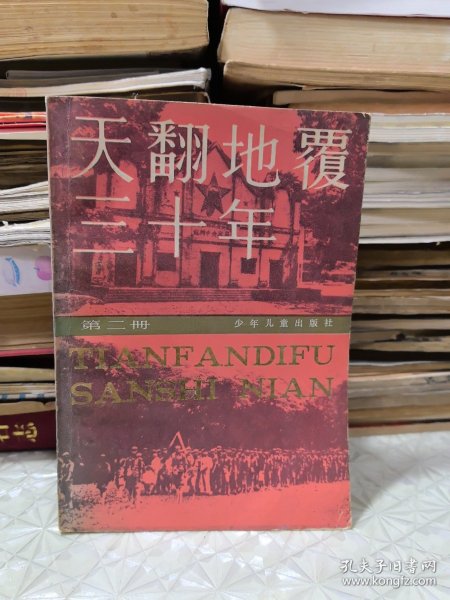 天翻地覆
三十年
第二册
少年儿童出版社
TIANFANDIFU
SANSHI NIAN
志
孔夫子旧书网
www.kongfz.com